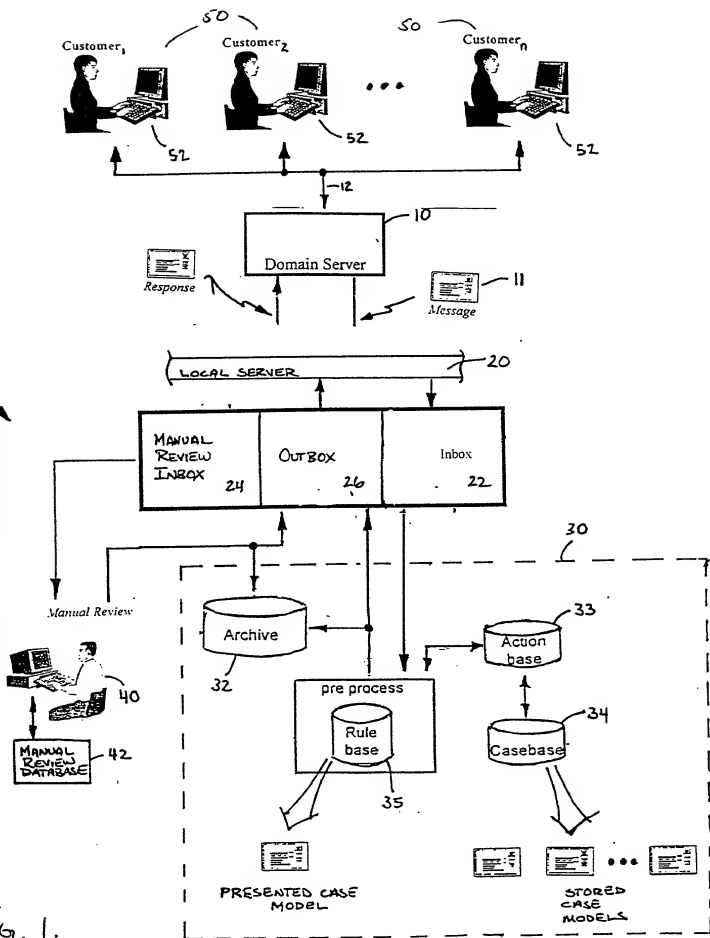 50 50
Customer1 Customer2 Customern
52 52 52
12
10
Domain Server
Response
11
Message
20
LOCAL SERVER
MANUAL REVIEW INBOX 24
OUTBOX 26
Inbox 22
30
Manual Review
Archive
32
33
Action base
40
pre process
Rule base
34
Casebase
MANUAL REVIEW DATABASE
42
35
PRESENTED CASE MODEL
STORED CASE MODELS
G. 1.